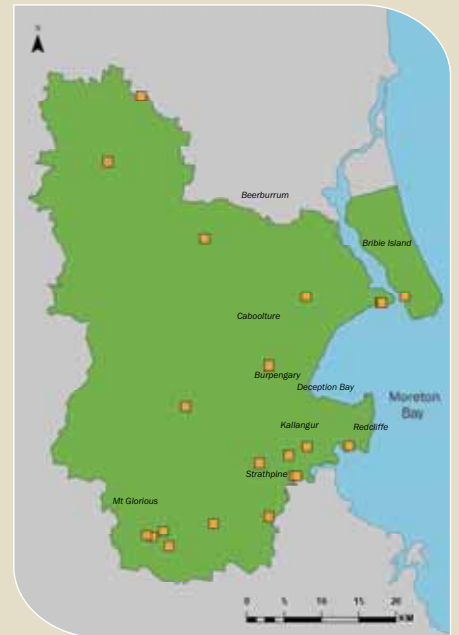 N
Beerburrum
Bribie Island
Caboolture
Burpengary
Deception Bay
Moreton
Bay
Kallangur
Redcliffe
Strathpine
Mt Glorious
0 5 10 15 20
KM